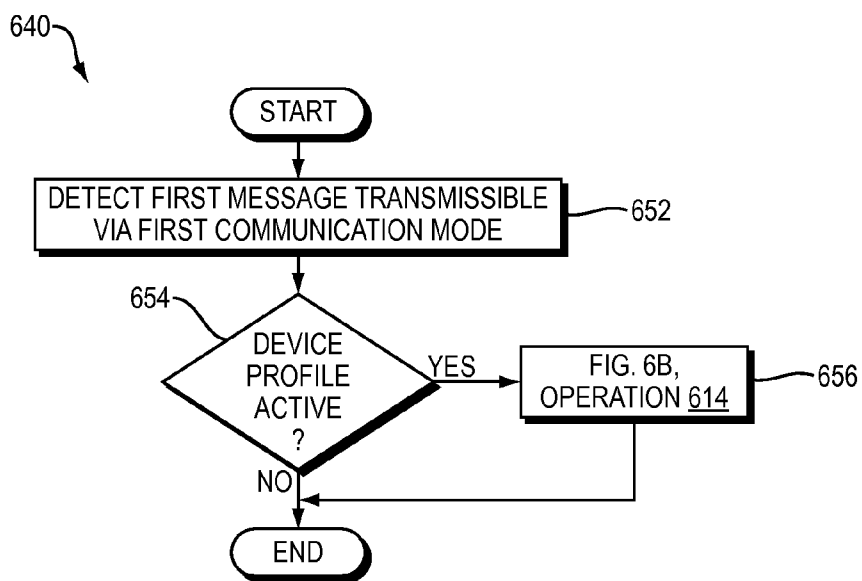 640
START
DETECT FIRST MESSAGE TRANSMISSIBLE
VIA FIRST COMMUNICATION MODE
652
654
DEVICE
PROFILE
ACTIVE
?
YES
FIG. 6B,
OPERATION 614
656
NO
END